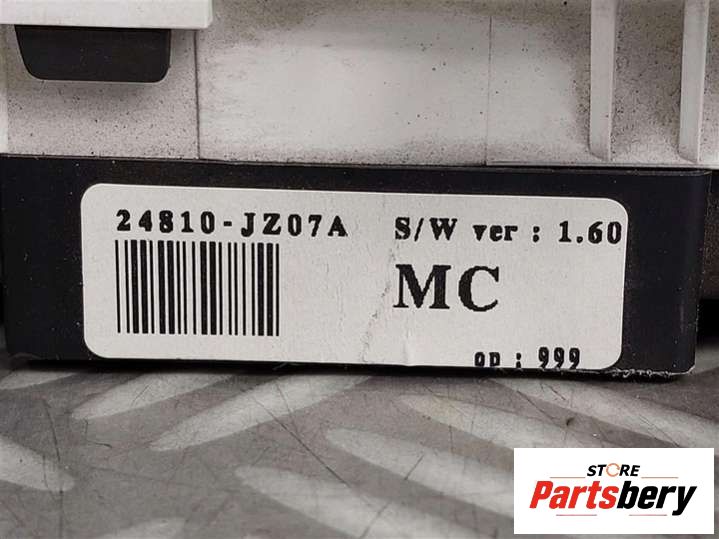 24810-JZ07A S/W ver : 1.60
MC
op : 999
STORE
Partsbery